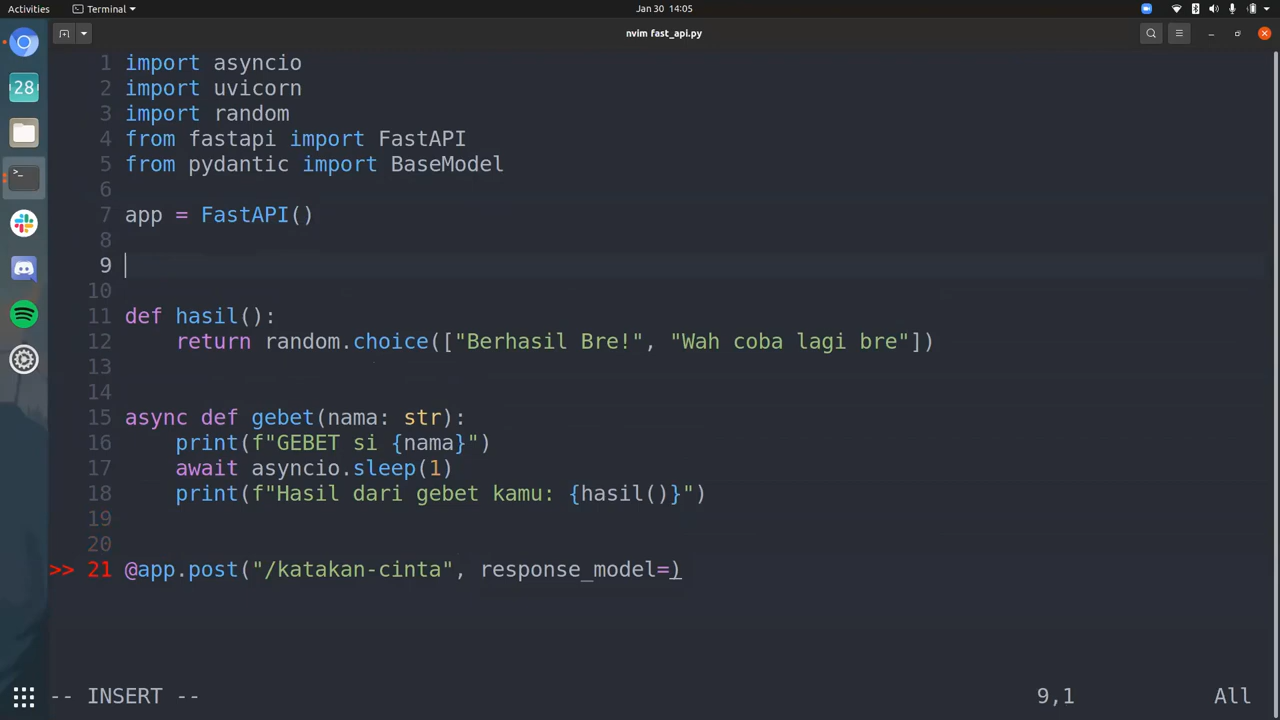 Activities
Terminal
Jan 30 14:05
nvim fast_api.py
28
1 import asyncio
2 import uvicorn
3 import random
4 from fastapi import FastAPI
5 from pydantic import BaseModel
6
7 app = FastAPI()
8
9
10
11 def hasil():
12     return random.choice(["Berhasil Bre!", "Wah coba lagi bre"])
13
14
15 async def gebet(nama: str):
16     print(f"GEBET si {nama}")
17     await asyncio.sleep(1)
18     print(f"Hasil dari gebet kamu: {hasil()}")
19
20
>> 21 @app.post("/katakan-cinta", response_model=)
-- INSERT -- 9,1 All